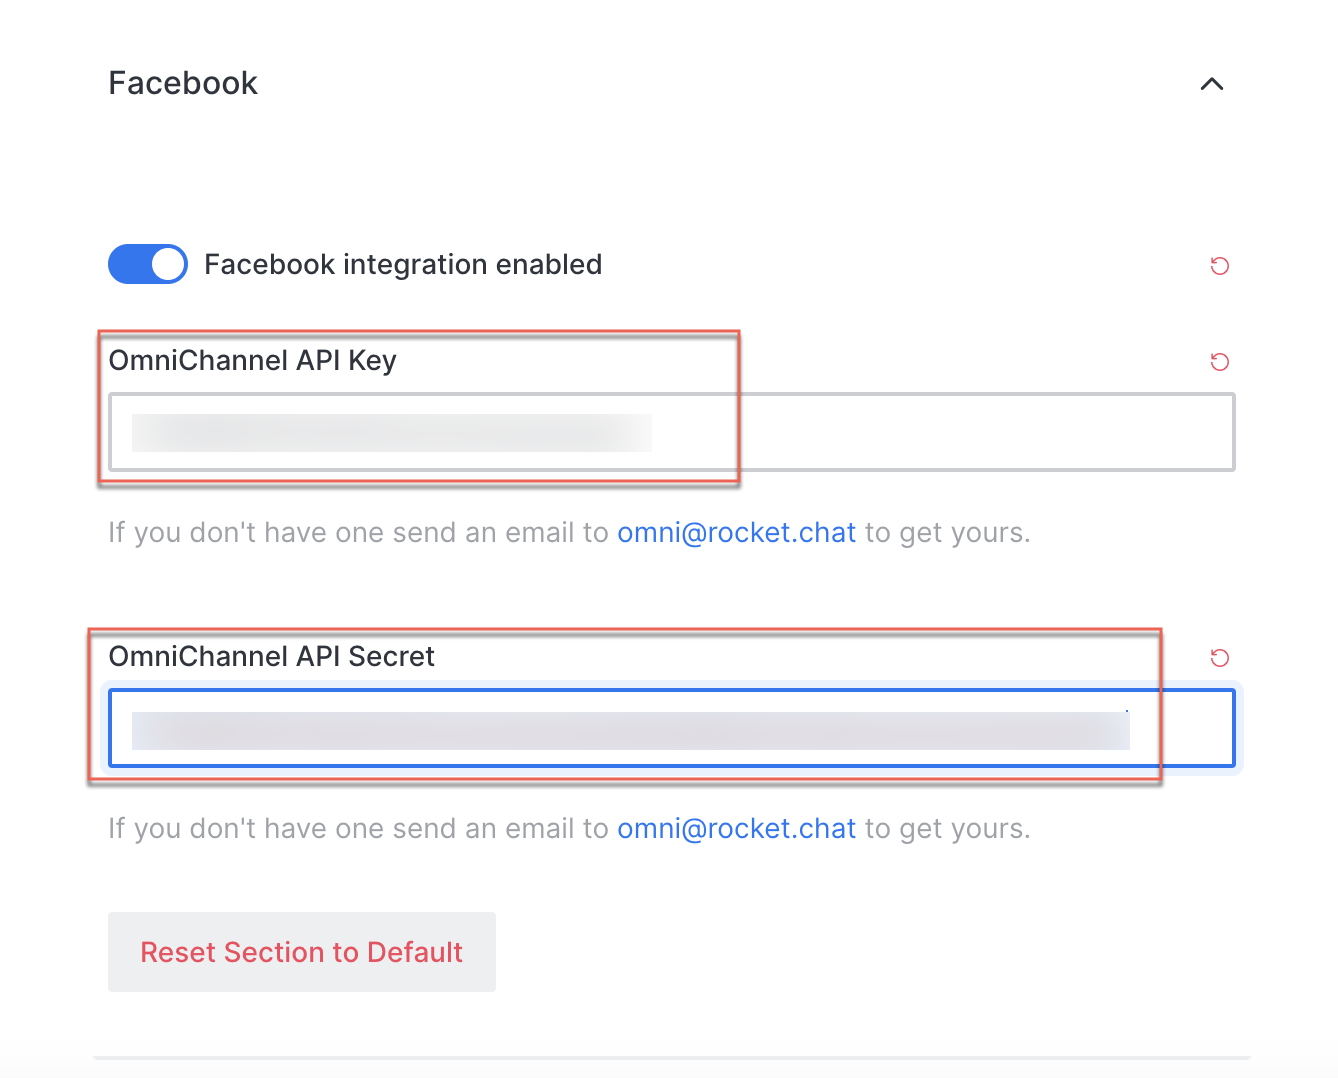 Facebook
Facebook integration enabled
OmniChannel API Key
If you don't have one send an email to omni@rocket.chat to get yours.
OmniChannel API Secret
If you don't have one send an email to omni@rocket.chat to get yours.
Reset Section to Default